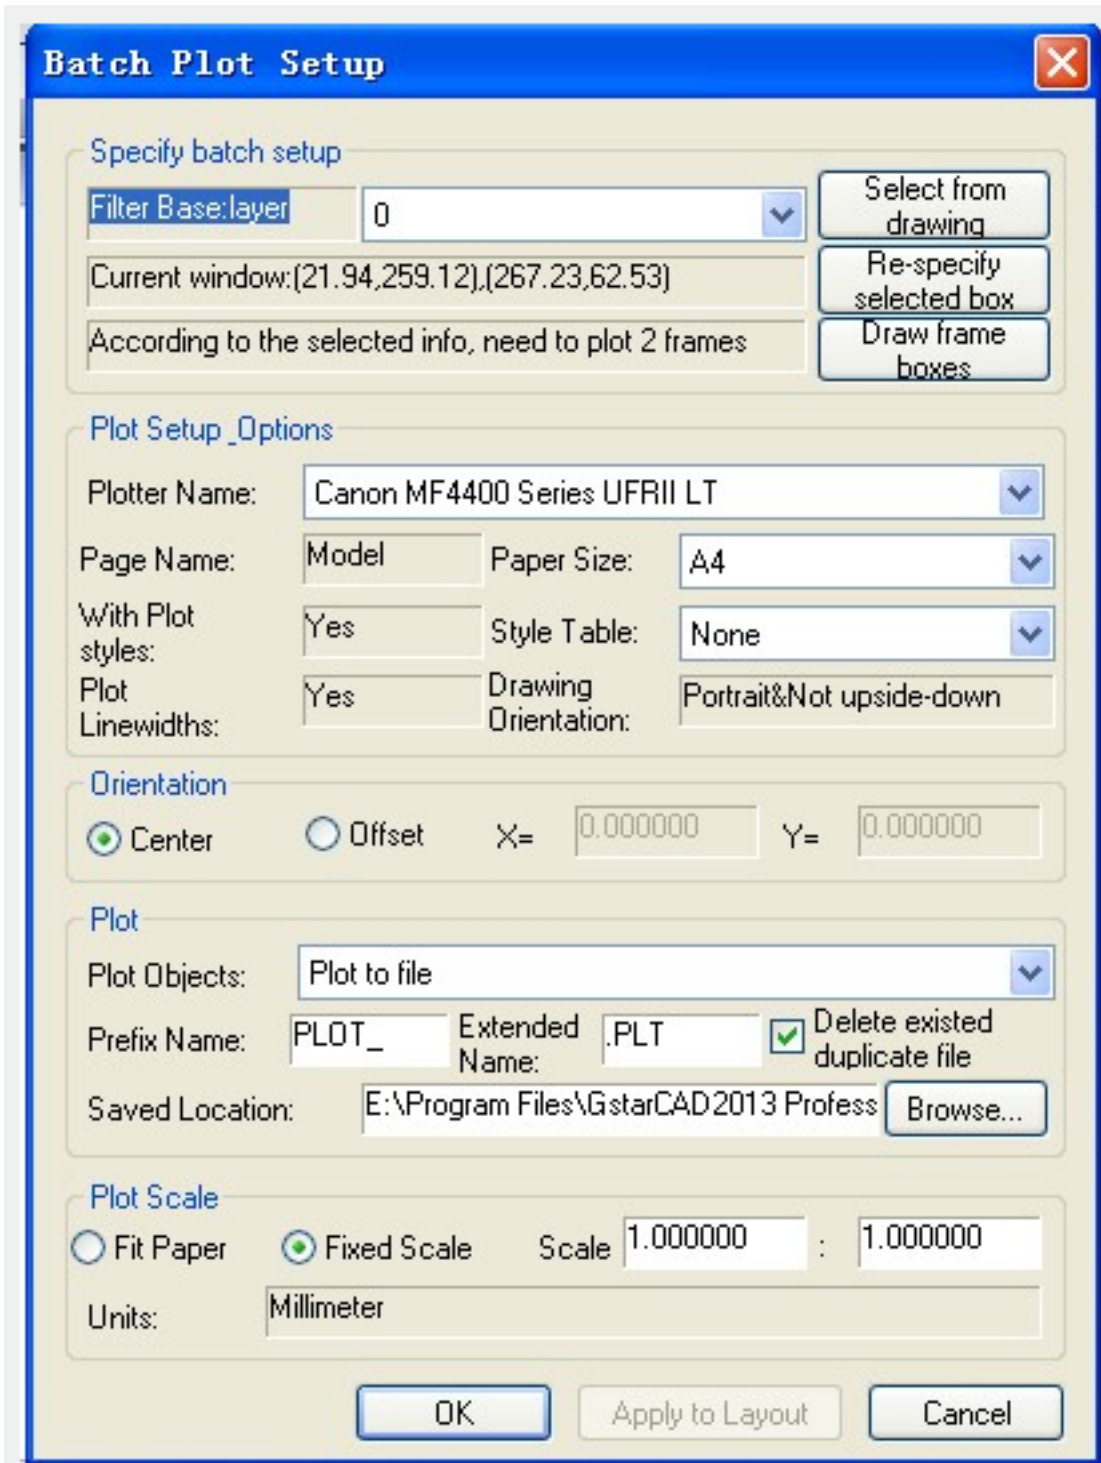 Batch Plot Setup
Specify batch setup
Filter Base:layer
0
Select from
drawing
Current window:(21.94,259.12),(267.23,62.53)
Re-specify
selected box
According to the selected info, need to plot 2 frames
Draw frame
boxes
Plot Setup _Options
Plotter Name:
Canon MF4400 Series UFRII LT
Page Name:
Model
Paper Size:
A4
With Plot
styles:
Yes
Style Table:
None
Plot
Linewidths:
Yes
Drawing
Orientation:
Portrait&Not upside-down
Orientation
Center
Offset
X=
0.000000
Y=
0.000000
Plot
Plot Objects:
Plot to file
Prefix Name:
PLOT_
Extended
Name:
.PLT
Delete existed
duplicate file
Saved Location:
E:\Program Files\GstarCAD2013 Profess
Browse...
Plot Scale
Fit Paper
Fixed Scale
Scale
1.000000
:
1.000000
Units:
Millimeter
OK
Apply to Layout
Cancel